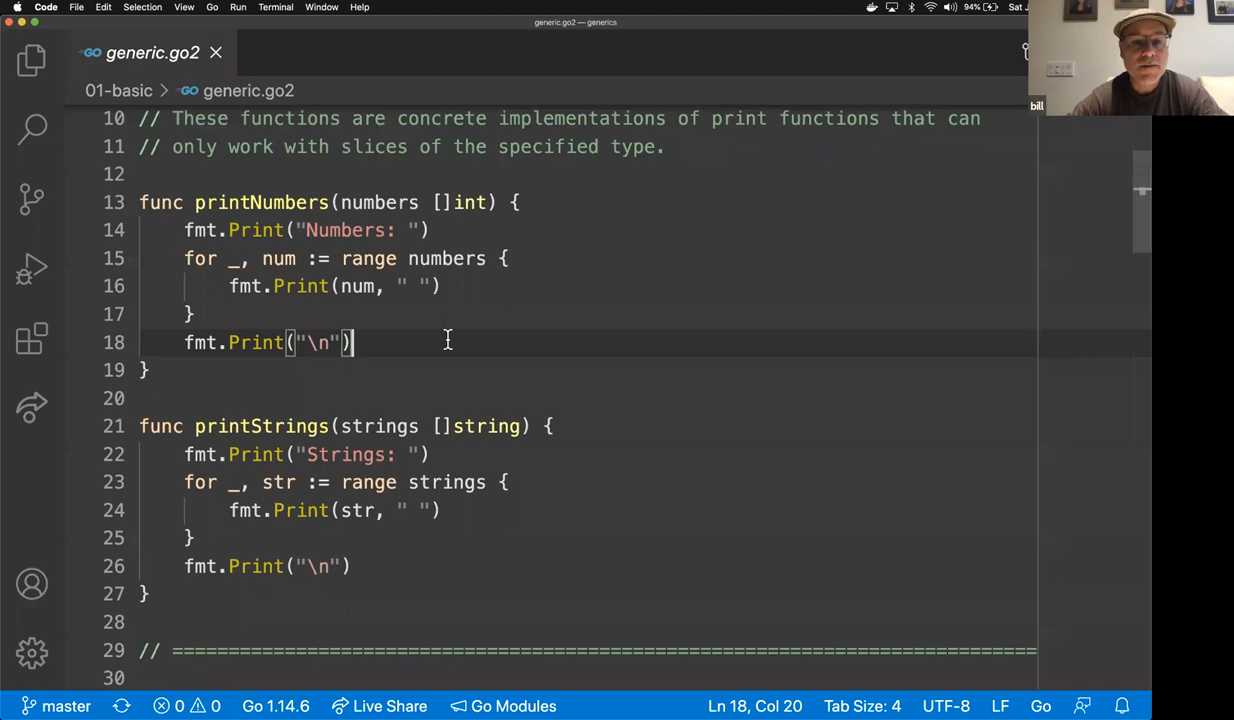 Code File Edit Selection View Go Run Terminal Window Help 94% Sat
generic.go2 — generics
GO generic.go2
01-basic > GO generic.go2
bill
10 // These functions are concrete implementations of print functions that can
11 // only work with slices of the specified type.
12
13 func printNumbers(numbers []int) {
14 fmt.Print("Numbers: ")
15 for _, num := range numbers {
16 fmt.Print(num, " ")
17 }
18 fmt.Print("\n")
19 }
20
21 func printStrings(strings []string) {
22 fmt.Print("Strings: ")
23 for _, str := range strings {
24 fmt.Print(str, " ")
25 }
26 fmt.Print("\n")
27 }
28
29 // =============================================================================
30
master 0 0 Go 1.14.6 Live Share Go Modules Ln 18, Col 20 Tab Size: 4 UTF-8 LF Go